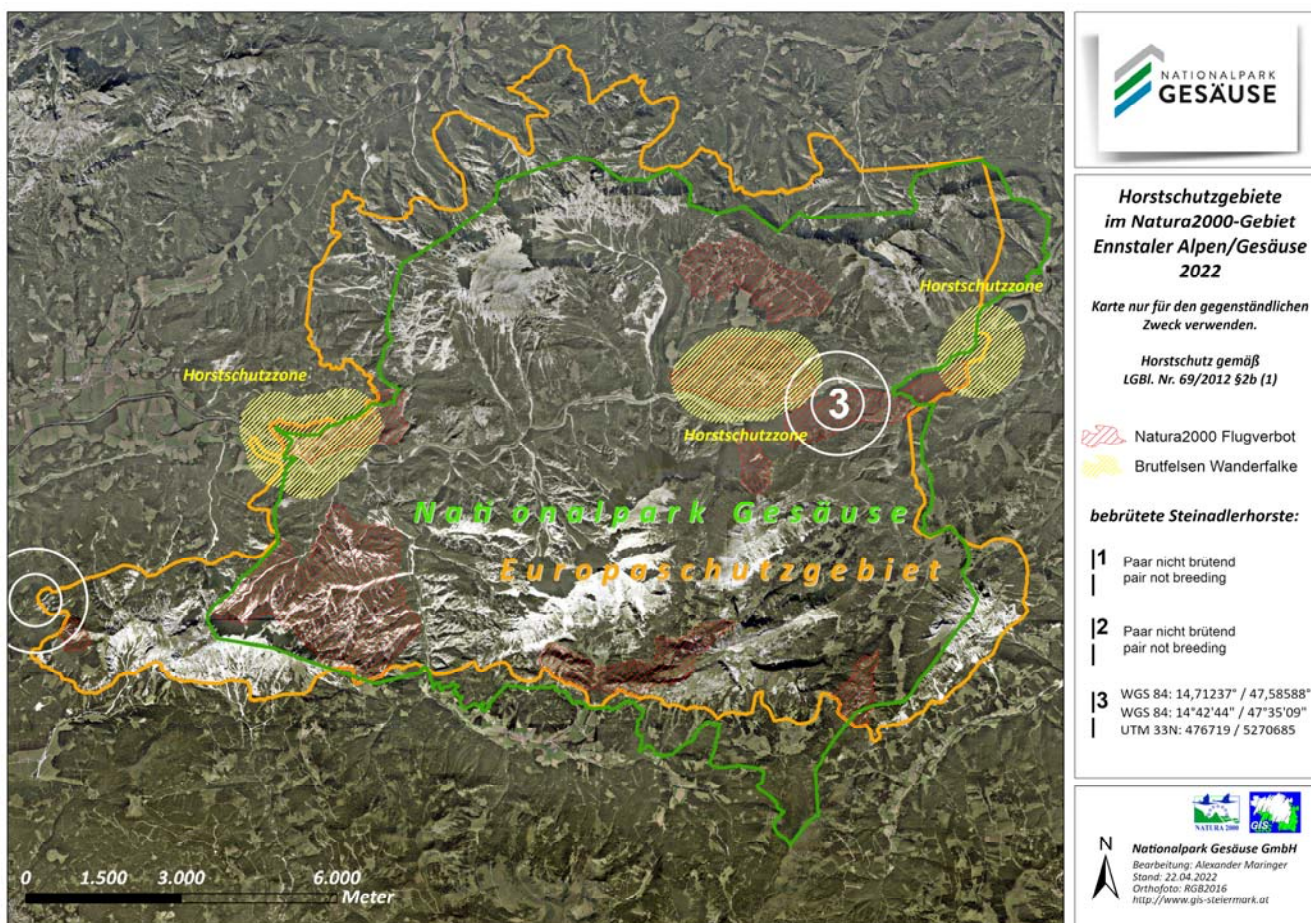 Horstschutzzone
Horstschutzzone
3
Horstschutzzone
Nationalpark Gesäuse
Europaschutzgebiet
0 1.500 3.000 6.000
Meter
NATIONALPARK
GESÄUSE
Horstschutzgebiete
im Natura2000-Gebiet
Ennstaler Alpen/Gesäuse
2022
Karte nur für den gegenständlichen
Zweck verwenden.
Horstschutz gemäß
LGBl. Nr. 69/2012 §2b (1)
Natura2000 Flugverbot
Brutfelsen Wanderfalke
bebrütete Steinadlerhorste:
1 Paar nicht brütend
pair not breeding
2 Paar nicht brütend
pair not breeding
3 WGS 84: 14,71237° / 47,58588°
WGS 84: 14°42'44" / 47°35'09"
UTM 33N: 476719 / 5270685
NATURA 2000
GIS
N
Nationalpark Gesäuse GmbH
Bearbeitung: Alexander Maringer
Stand: 22.04.2022
Orthofoto: RGB2016
http://www.gis-steiermark.at